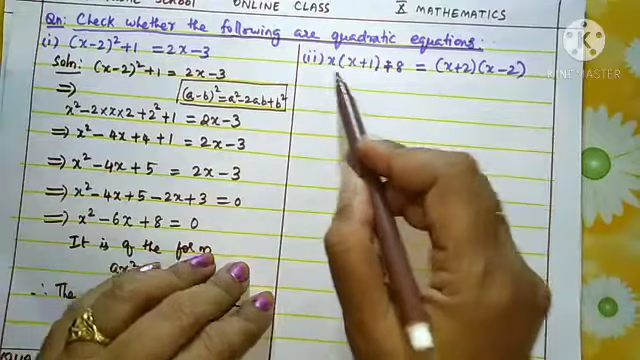 SCHOOL ONLINE CLASS X MATHEMATICS
Qn: Check whether the following are quadratic equations:
(i) (x-2)² + 1 = 2x-3
Soln: (x-2)² + 1 = 2x-3
(a-b)² = a²-2ab+b²
x² - 2×x×2 + 2² + 1 = 2x-3
⇒ x² - 4x + 4 + 1 = 2x-3
⇒ x² - 4x + 5 = 2x-3
⇒ x² - 4x + 5 - 2x + 3 = 0
⇒ x² - 6x + 8 = 0
It is of the form
ax²
∴ The
(ii) x(x+1) + 8 = (x+2)(x-2)